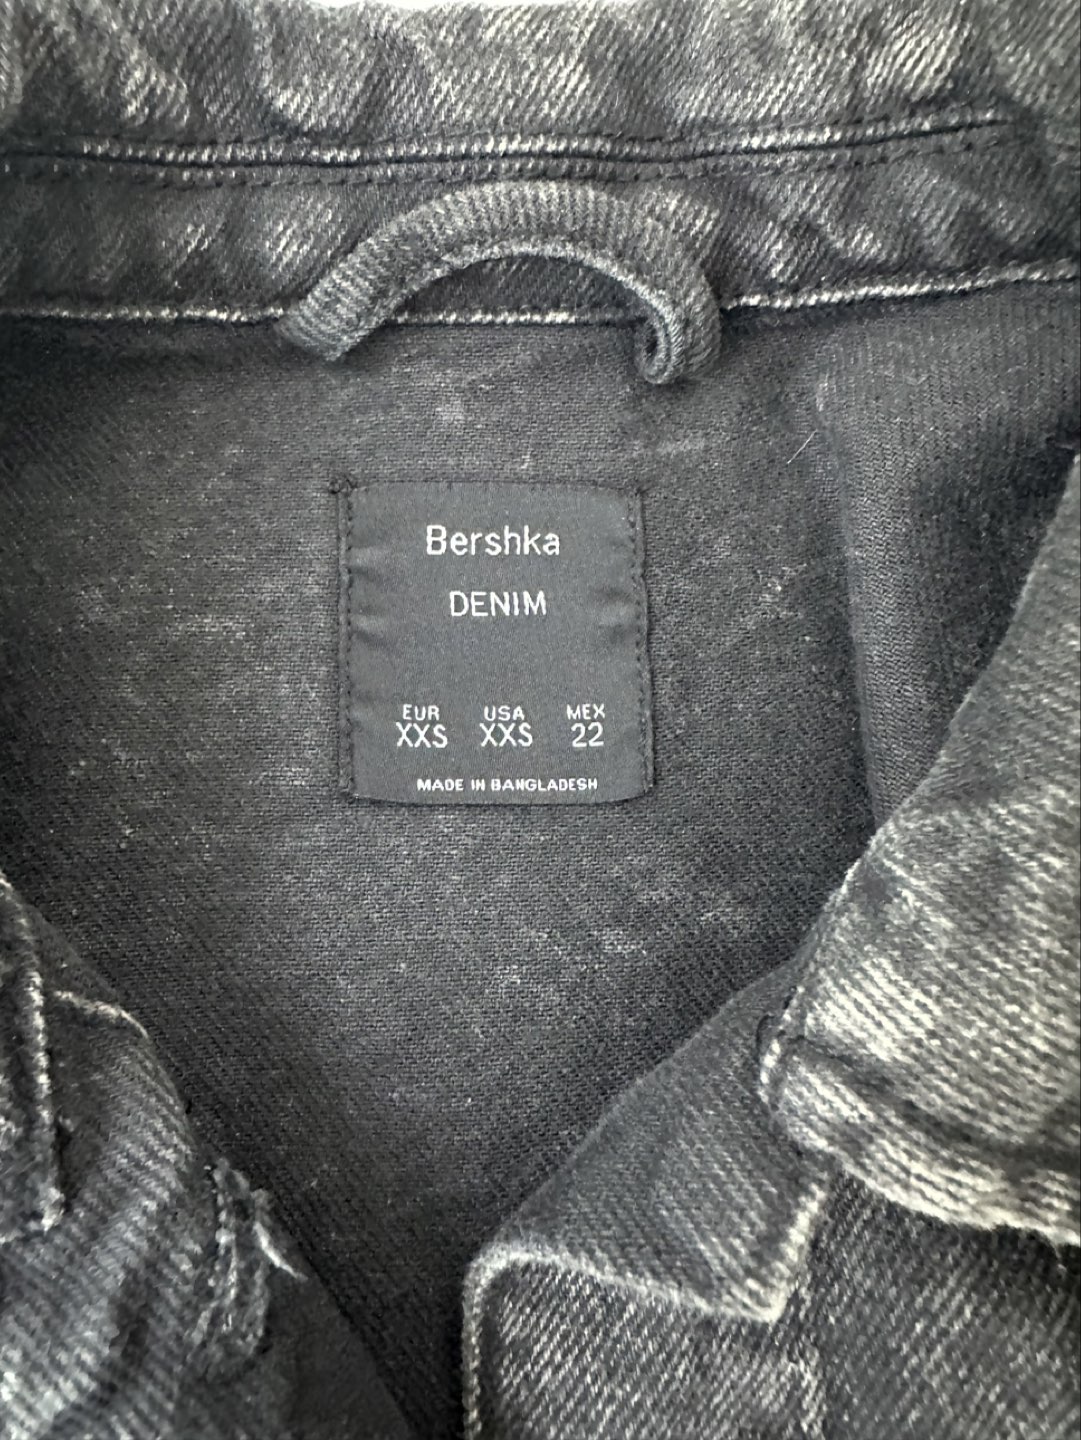 Bershka
DENIM
EUR USA MEX
XXS XXS 22
MADE IN BANGLADESH